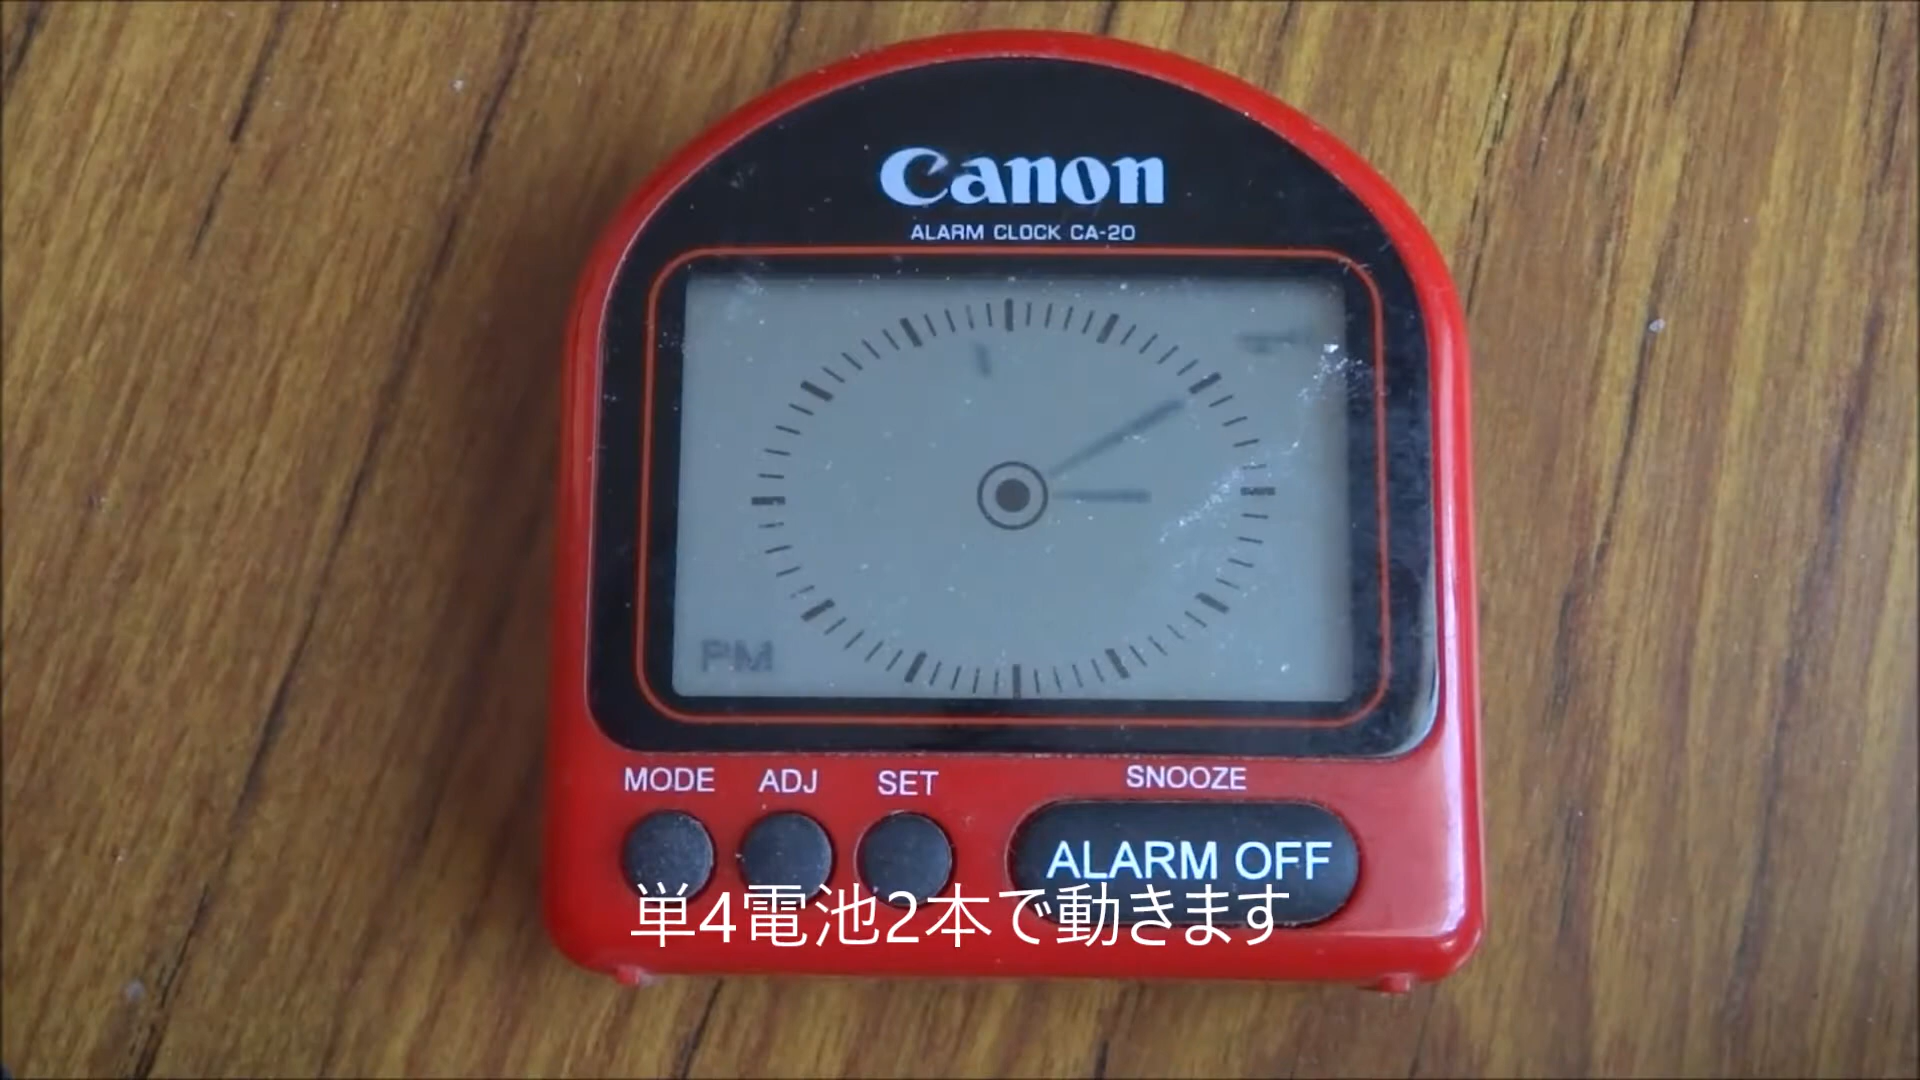 Canon
ALARM CLOCK CA-20
PM
MODE ADJ SET SNOOZE
ALARM OFF
単4電池2本で動きます